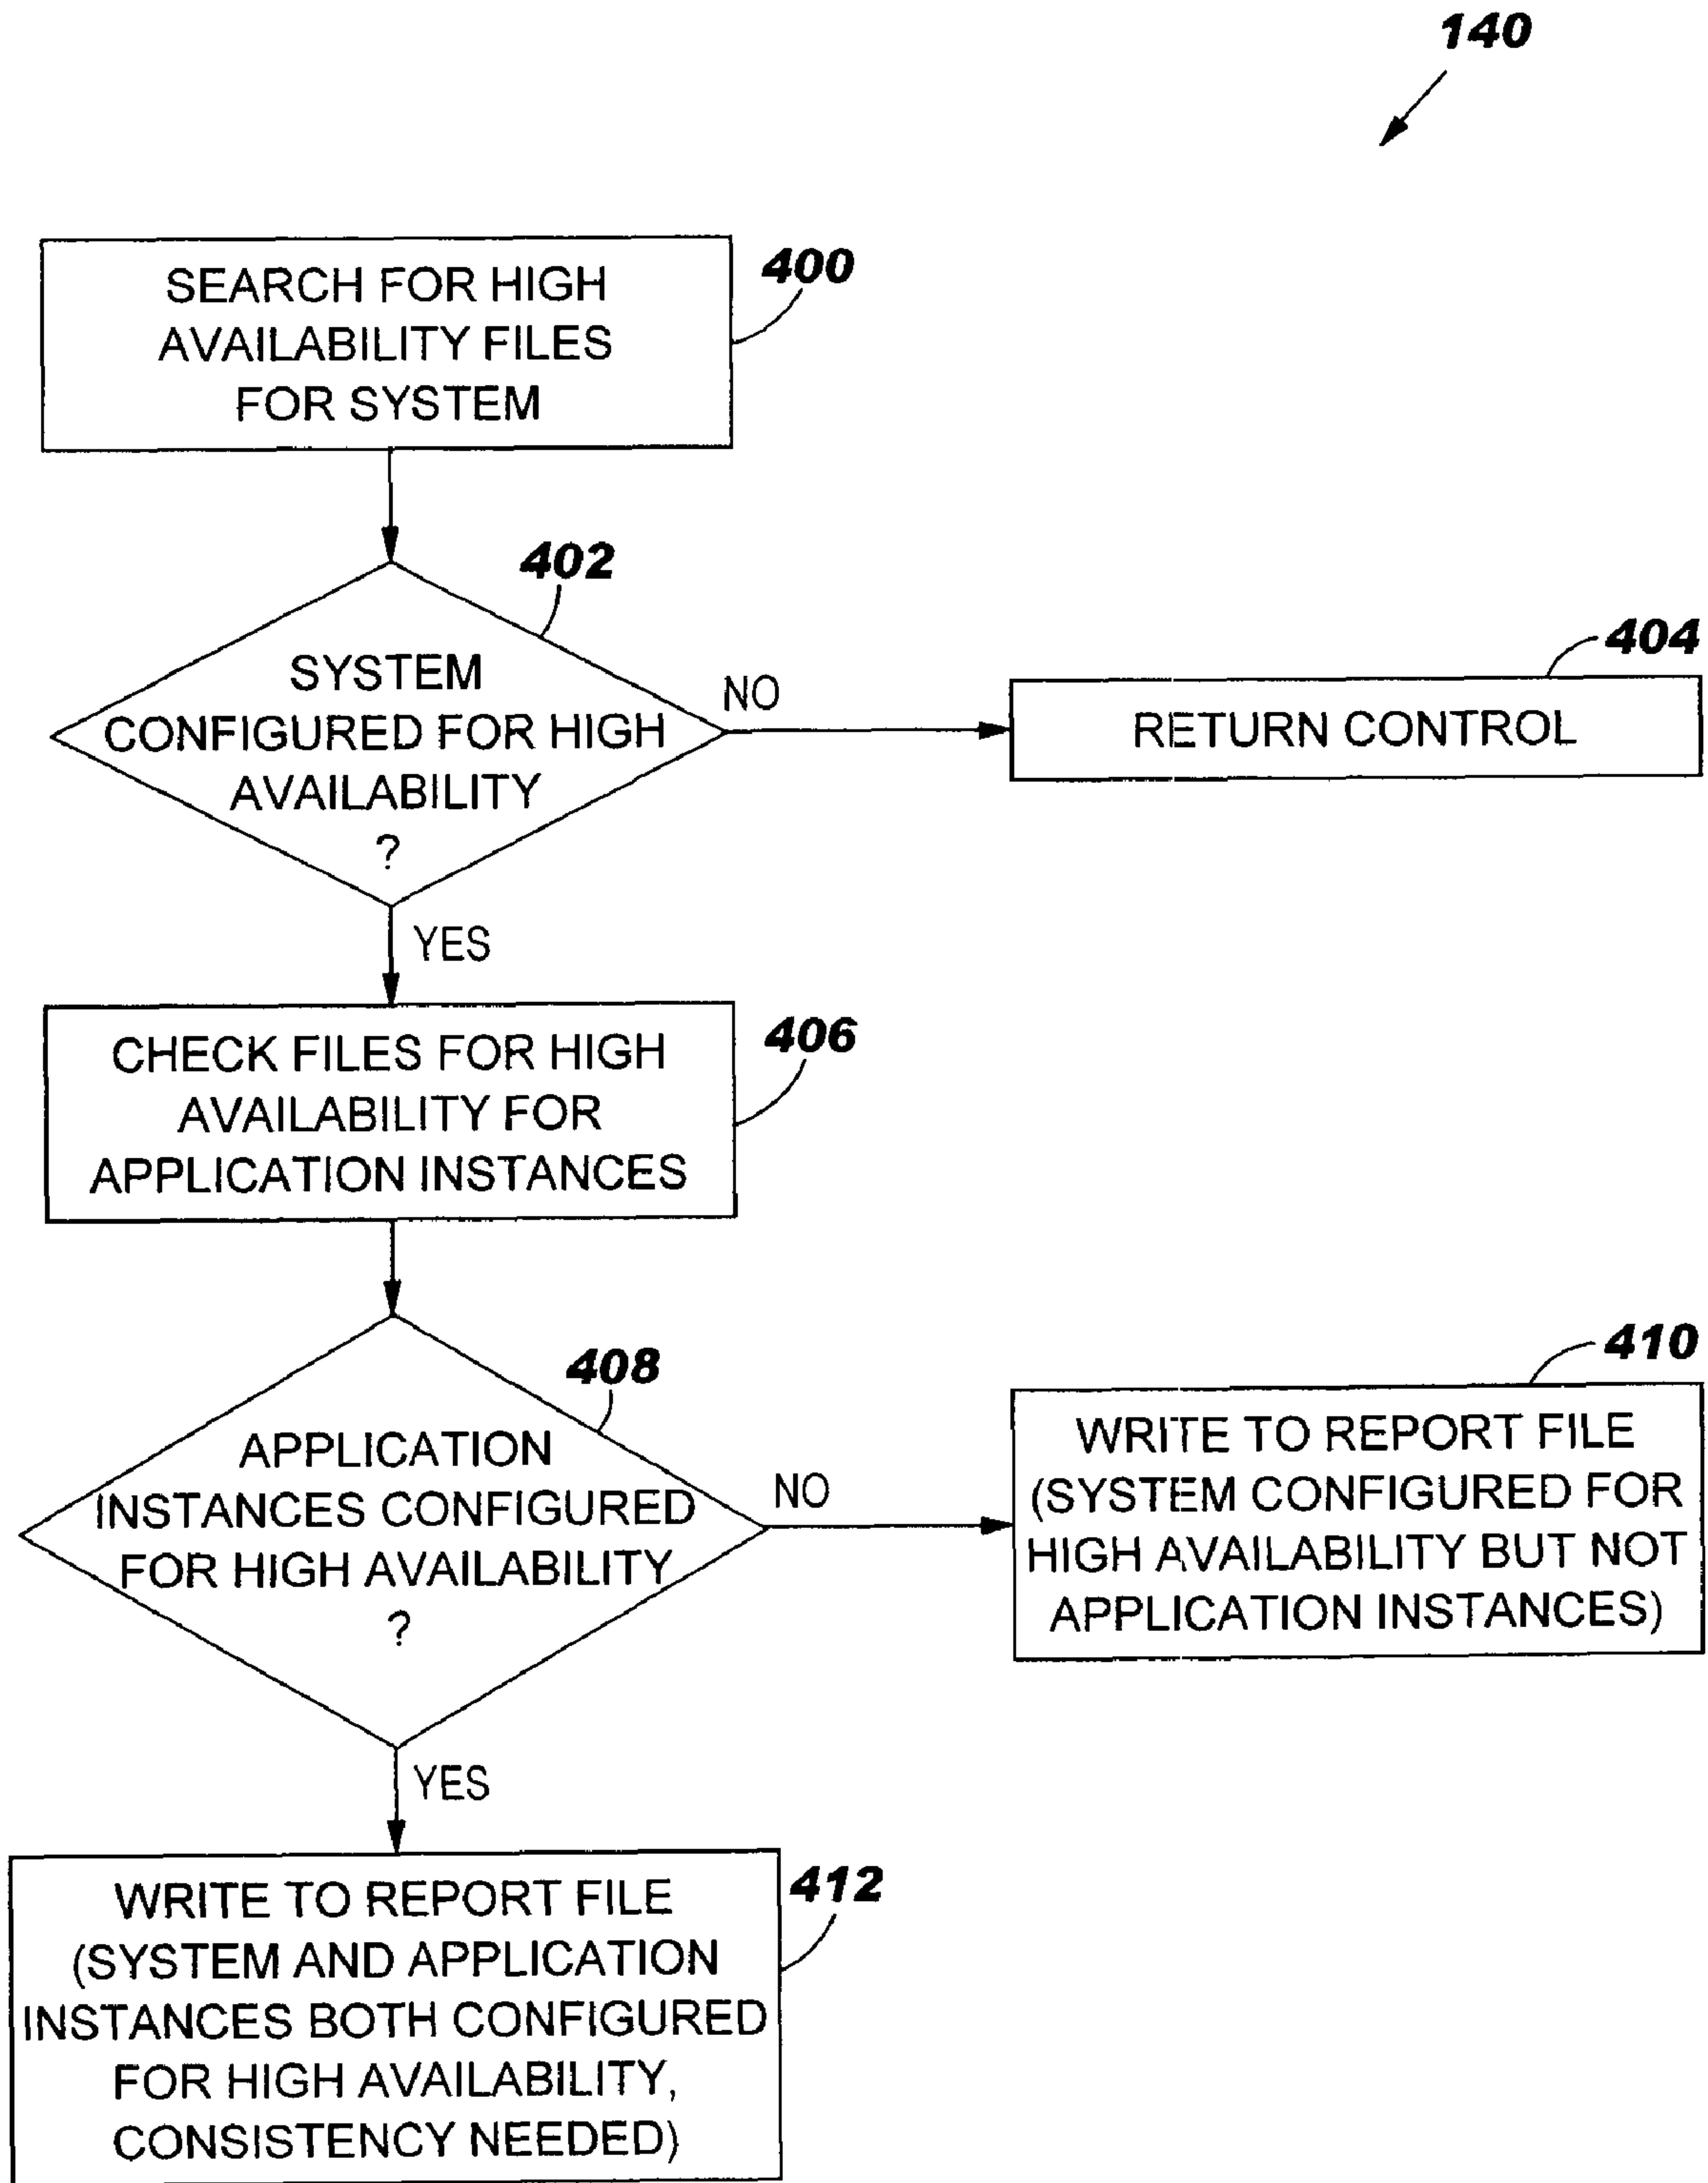 140
400
SEARCH FOR HIGH
AVAILABILITY FILES
FOR SYSTEM
402
SYSTEM
CONFIGURED FOR HIGH
AVAILABILITY
?
NO
404
RETURN CONTROL
YES
406
CHECK FILES FOR HIGH
AVAILABILITY FOR
APPLICATION INSTANCES
408
APPLICATION
INSTANCES CONFIGURED
FOR HIGH AVAILABILITY
?
NO
410
WRITE TO REPORT FILE
(SYSTEM CONFIGURED FOR
HIGH AVAILABILITY BUT NOT
APPLICATION INSTANCES)
YES
412
WRITE TO REPORT FILE
(SYSTEM AND APPLICATION
INSTANCES BOTH CONFIGURED
FOR HIGH AVAILABILITY,
CONSISTENCY NEEDED)